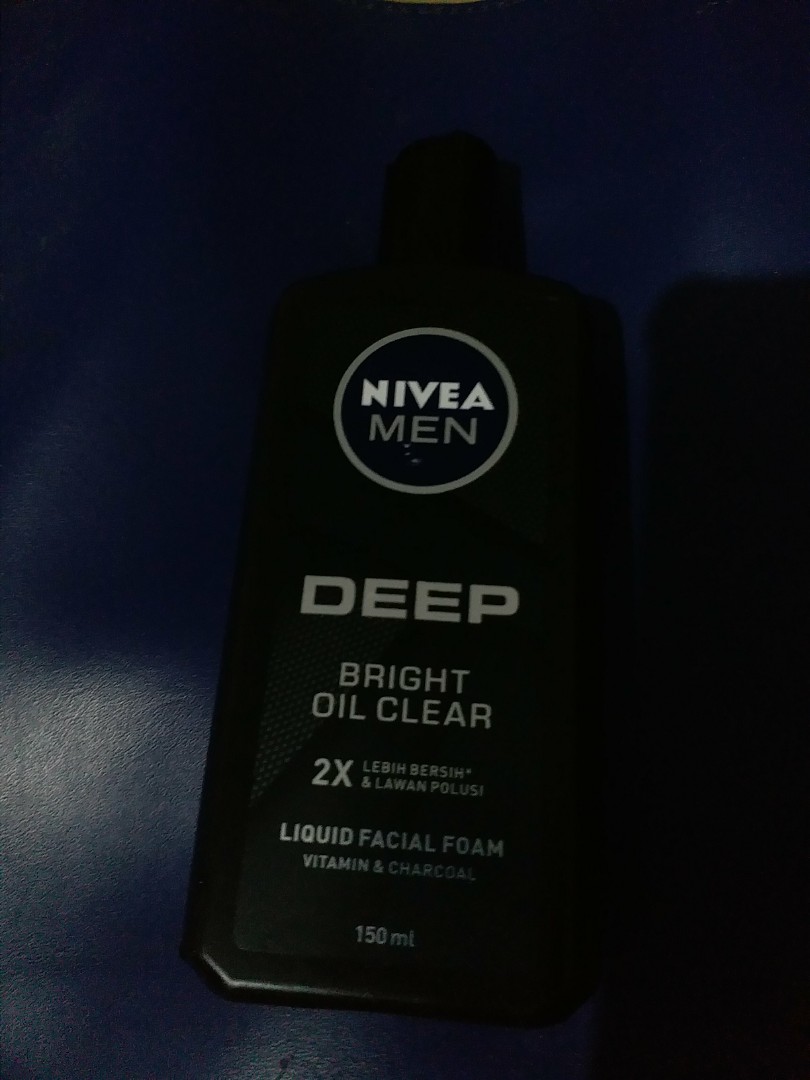 NIVEA
MEN
DEEP
BRIGHT
OIL CLEAR
2X LEBIH BERSIH*
& LAWAN POLUSI
LIQUID FACIAL FOAM
VITAMIN & CHARCOAL
150 ml